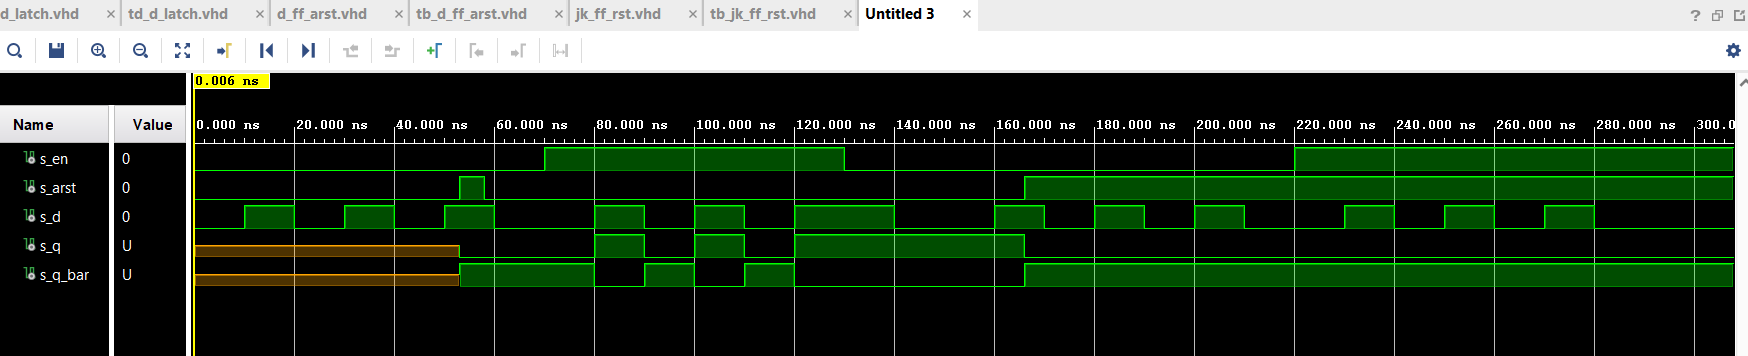 d_latch.vhd × td_d_latch.vhd × d_ff_arst.vhd × tb_d_ff_arst.vhd × jk_ff_rst.vhd × tb_jk_ff_rst.vhd × Untitled 3 ×
0.006 ns
Name Value 0.000 ns 20.000 ns 40.000 ns 60.000 ns 80.000 ns 100.000 ns 120.000 ns 140.000 ns 160.000 ns 180.000 ns 200.000 ns 220.000 ns 240.000 ns 260.000 ns 280.000 ns 300.0
s_en 0
s_arst 0
s_d 0
s_q U
s_q_bar U